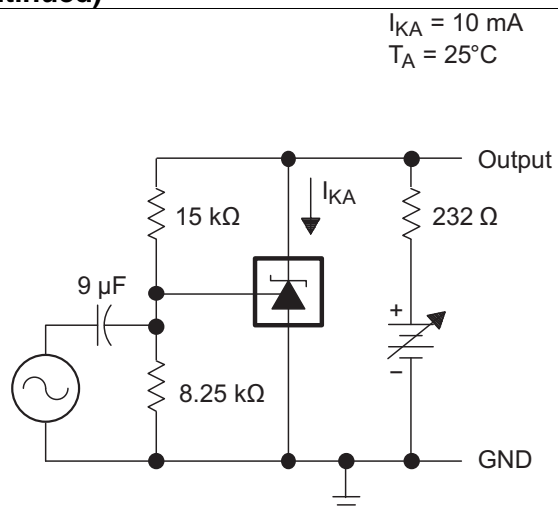 I_KA = 10 mA
T_A = 25°C
Output
I_KA
15 kΩ
232 Ω
9 µF
+
−
8.25 kΩ
GND